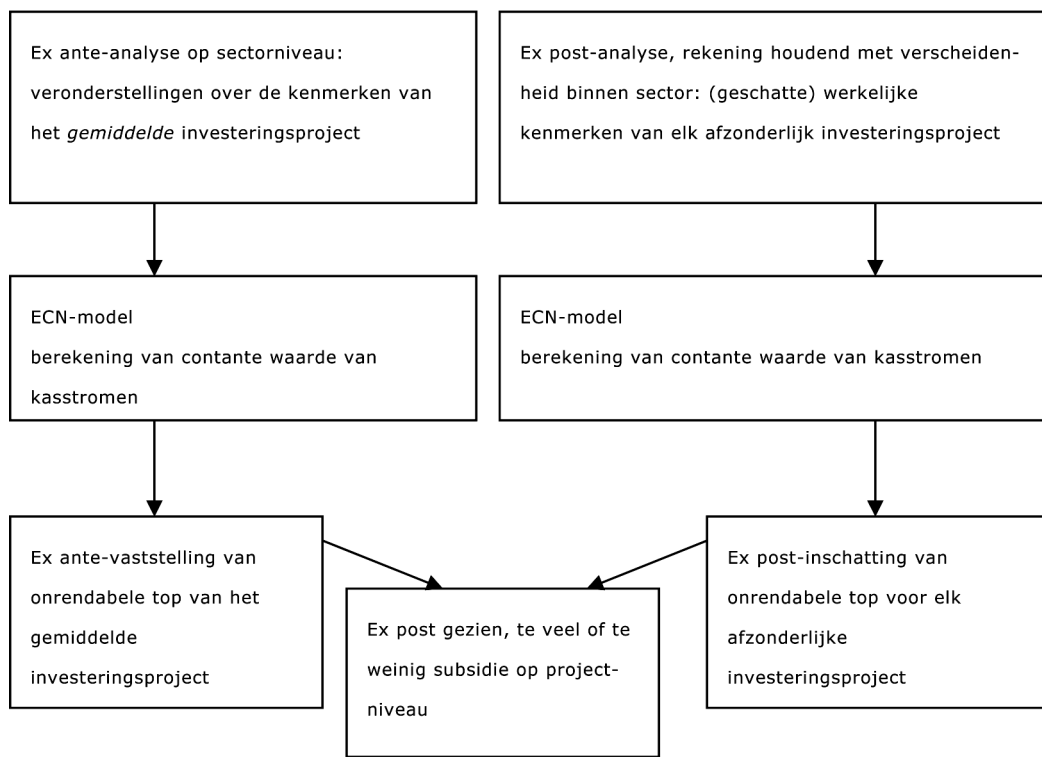 Ex ante-analyse op sectorniveau:
veronderstellingen over de kenmerken van
het gemiddelde investeringsproject
Ex post-analyse, rekening houdend met verscheiden-
heid binnen sector: (geschatte) werkelijke
kenmerken van elk afzonderlijk investeringsproject
ECN-model
berekening van contante waarde van
kasstromen
ECN-model
berekening van contante waarde van kasstromen
Ex ante-vaststelling van
onrendabele top van het
gemiddelde
investeringsproject
Ex post gezien, te veel of te
weinig subsidie op project-
niveau
Ex post-inschatting van
onrendabele top voor elk
afzonderlijke
investeringsproject